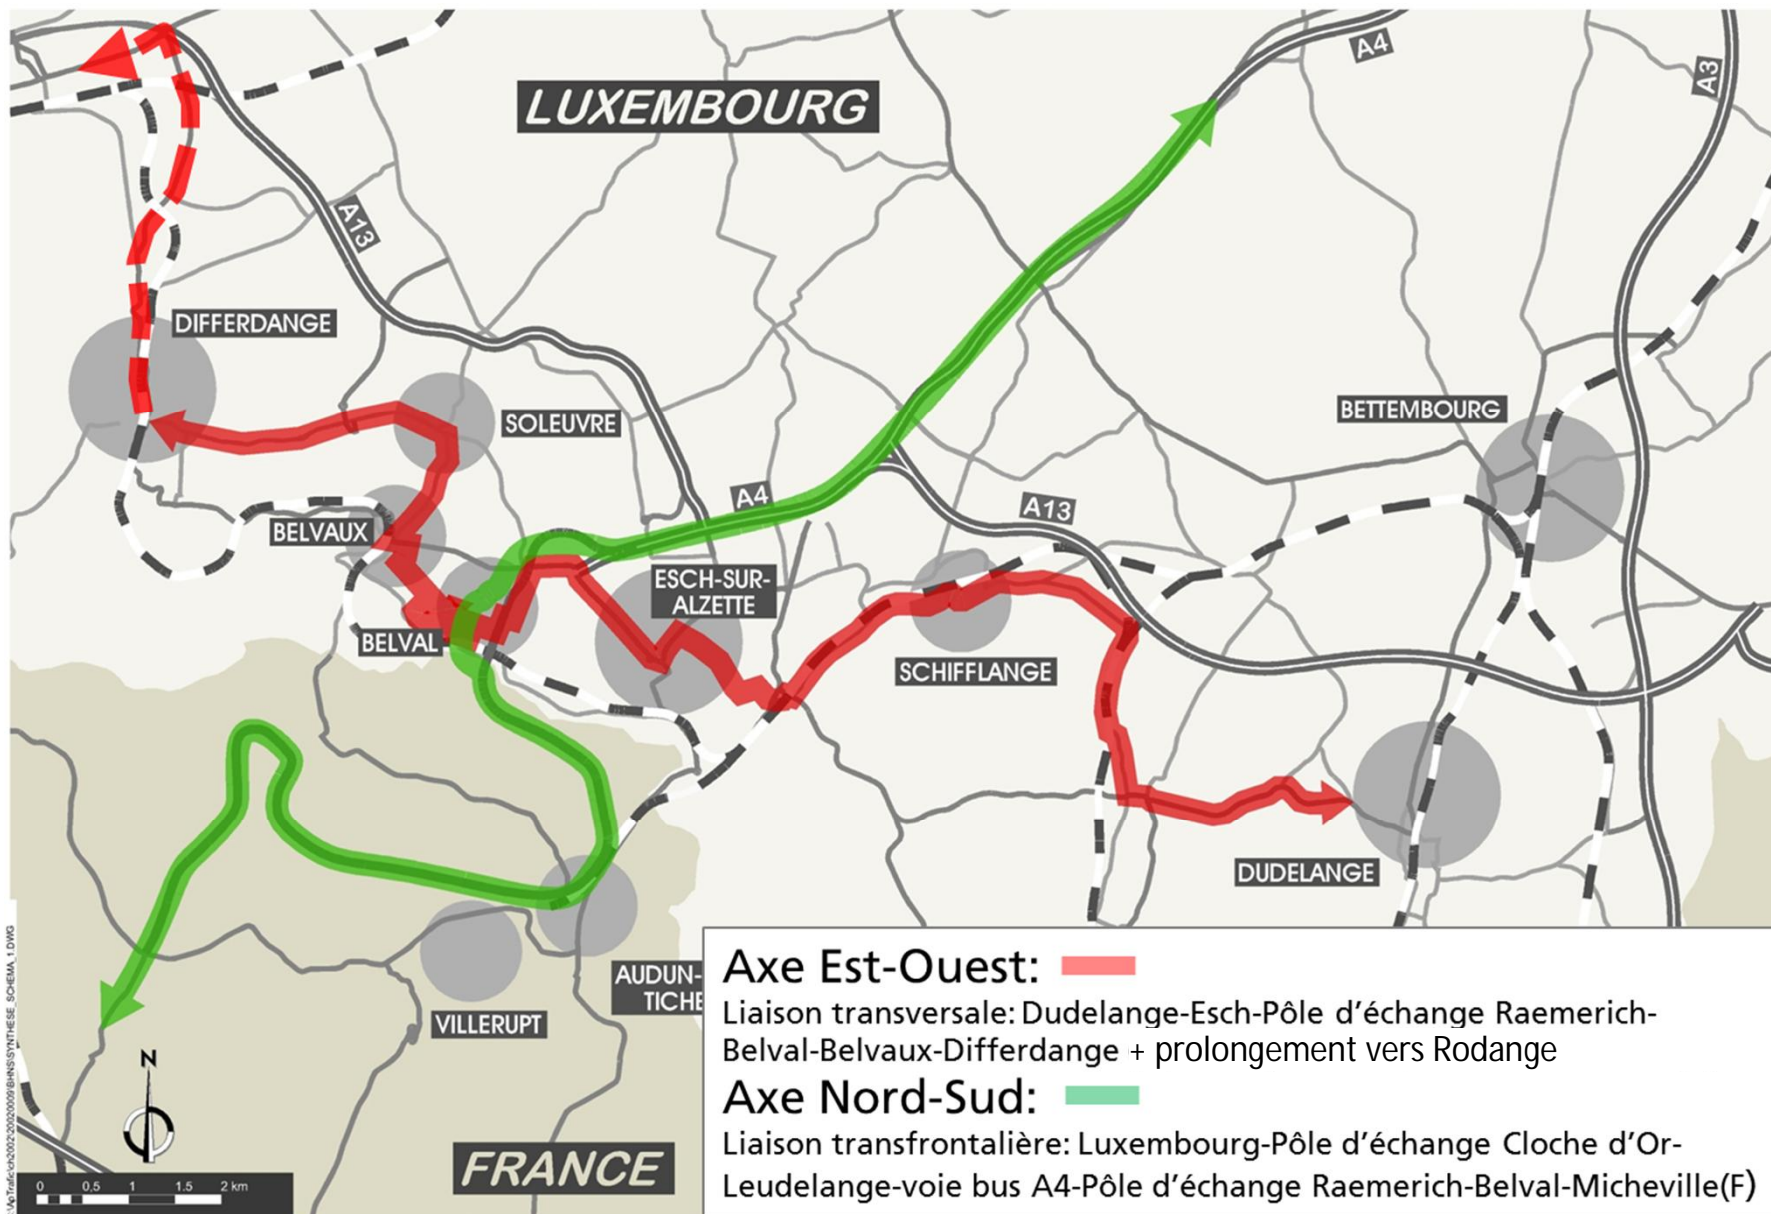 A4
A3
LUXEMBOURG
A13
DIFFERDANGE
SOLEUVRE
BETTEMBOURG
A4
A13
BELVAUX
ESCH-SUR-
ALZETTE
BELVAL
SCHIFFLANGE
DUDELANGE
AUDUN-
TICHE
VILLERUPT
N
FRANCE
0 0,5 1 1.5 2 km
Axe Est-Ouest:
Liaison transversale: Dudelange-Esch-Pôle d'échange Raemerich-
Belval-Belvaux-Differdange + prolongement vers Rodange
Axe Nord-Sud:
Liaison transfrontalière: Luxembourg-Pôle d'échange Cloche d'Or-
Leudelange-voie bus A4-Pôle d'échange Raemerich-Belval-Micheville(F)